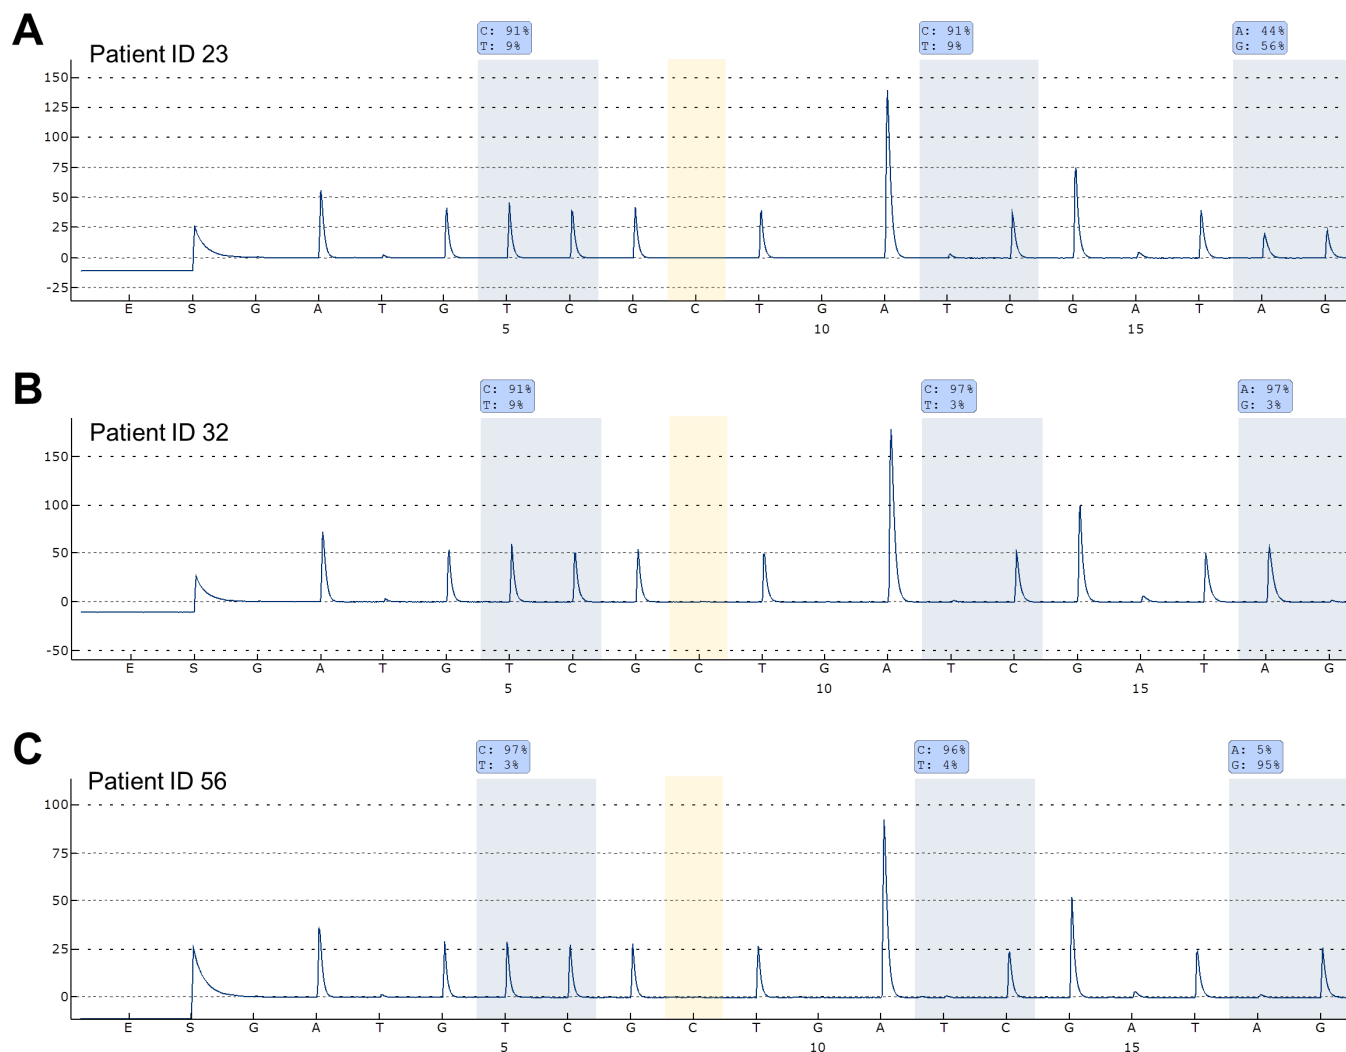 A
Patient ID 23
C: 91%
T: 9%
C: 91%
T: 9%
A: 44%
G: 56%
150
125
100
75
50
25
0
-25
E S G A T G T C G C T G A T C G A T A G
5 10 15
B
Patient ID 32
C: 91%
T: 9%
C: 97%
T: 3%
A: 97%
G: 3%
150
100
50
0
-50
E S G A T G T C G C T G A T C G A T A G
5 10 15
C
Patient ID 56
C: 97%
T: 3%
C: 96%
T: 4%
A: 5%
G: 95%
100
75
50
25
0
E S G A T G T C G C T G A T C G A T A G
5 10 15